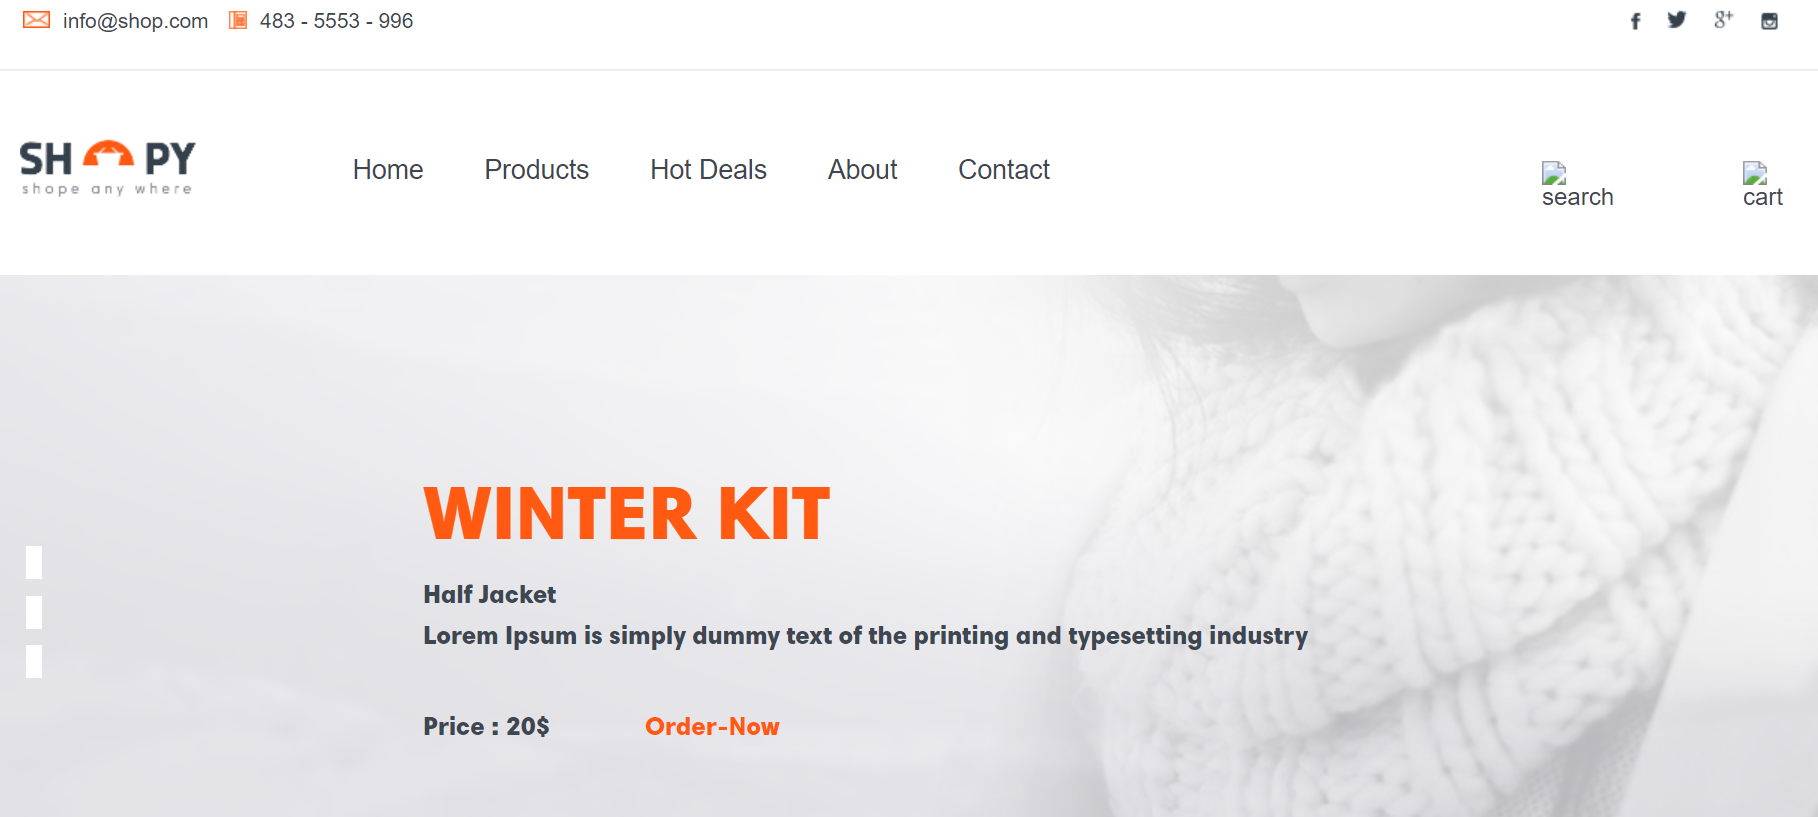 info@shop.com 483 - 5553 - 996
SH PY
shope any where
Home Products Hot Deals About Contact
search cart
WINTER KIT
Half Jacket
Lorem Ipsum is simply dummy text of the printing and typesetting industry
Price : 20$ Order-Now